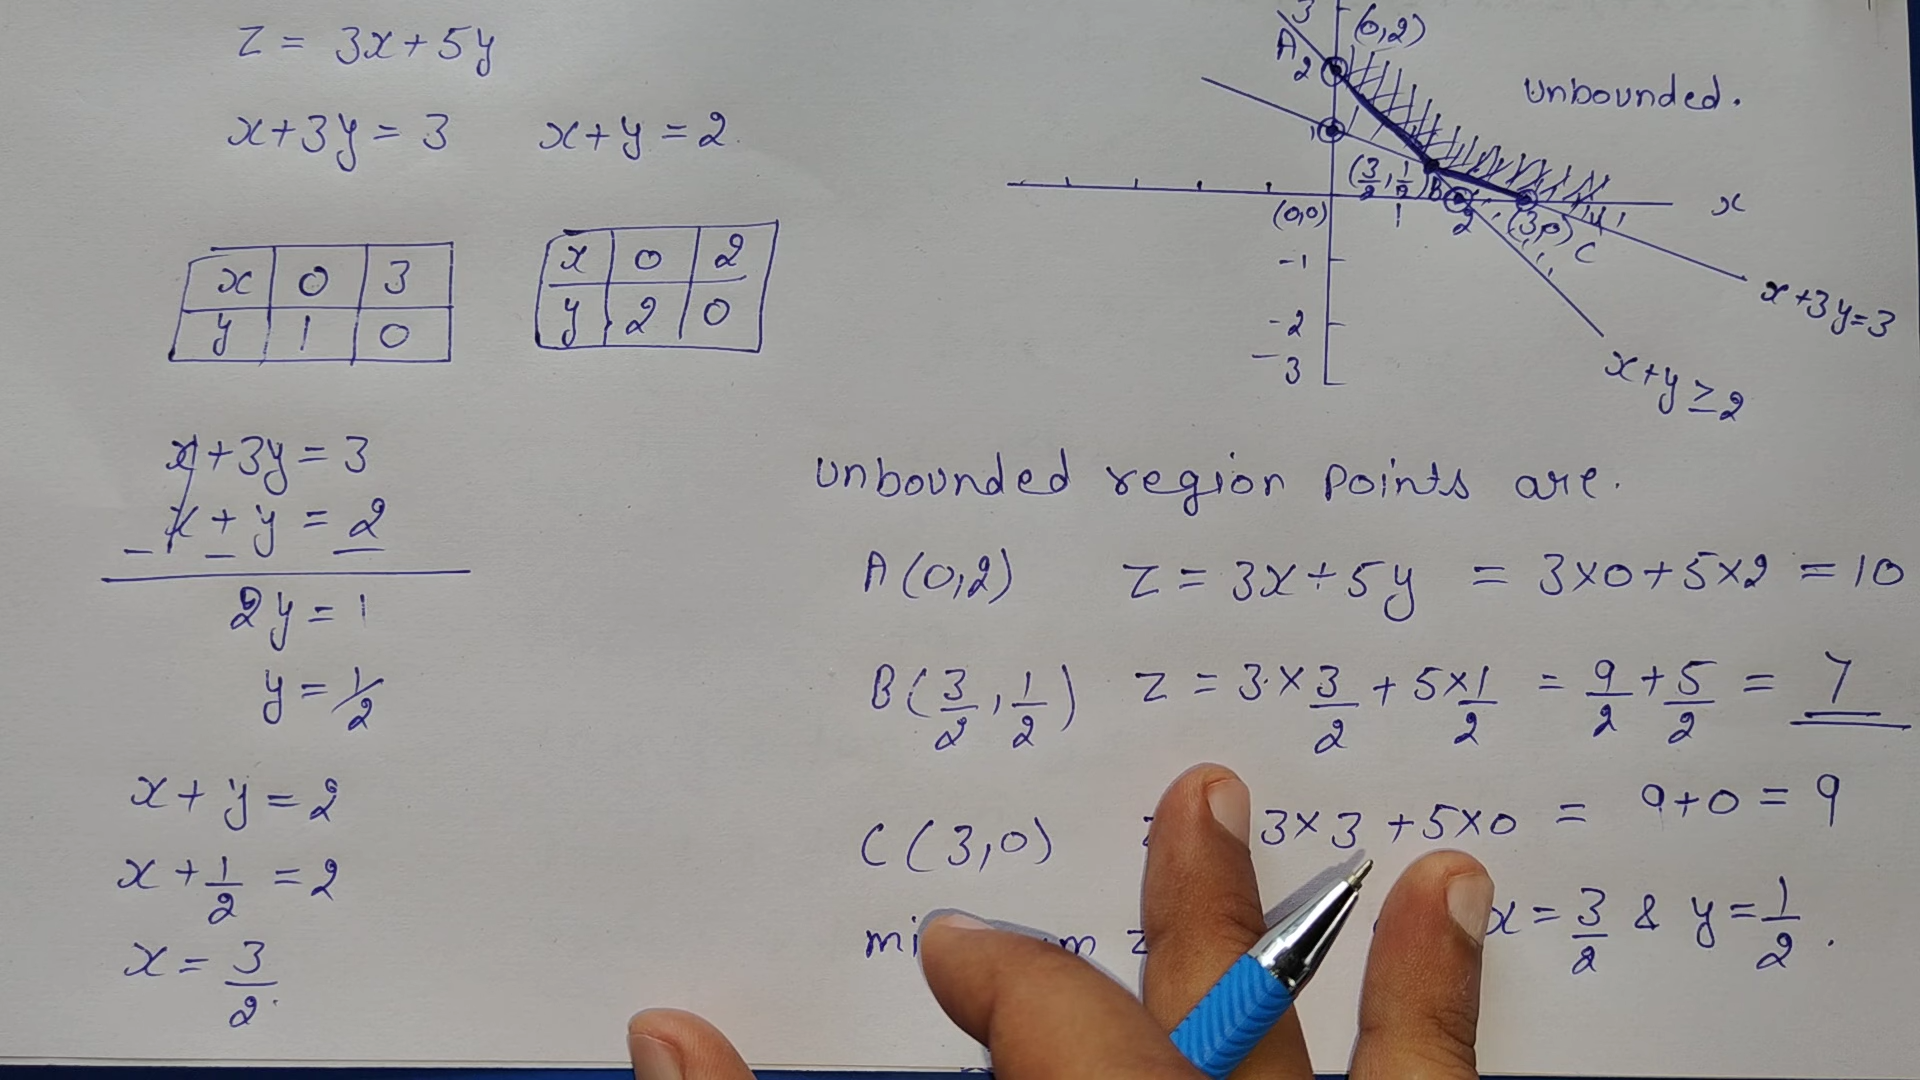 z = 3x+5y
x+3y = 3 x+y = 2
x 0 3
y 1 0
x 0 2
y 2 0
x+3y = 3
x + y = 2
— — —
2y = 1
y = 1/2
x + y = 2
x + 1/2 = 2
x = 3/2
3
(0,2)
A
2
1
unbounded.
(3/2, 1/2) B
x
(0,0) 1 2 (3,0) C
-1
-2
-3
x+3y=3
x+y ≥ 2
unbounded region points are.
A (0,2) z = 3x+5y = 3×0+5×2 = 10
B (3/2, 1/2) z = 3×3/2 + 5×1/2 = 9/2 + 5/2 = 7
C (3,0) 3×3 +5×0 = 9+0 = 9
z x = 3/2 & y = 1/2 .